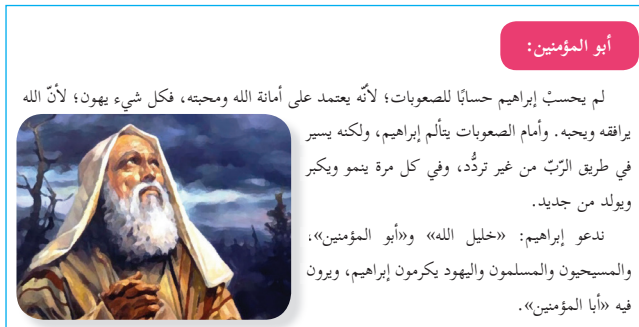 أبو المؤمنين:
لم يحسبْ إبراهيم حسابًا للصعوبات؛ لأنّه يعتمد على أمانة الله ومحبته، فكل شيء يهون؛ لأنّ الله
يرافقه ويحبه. وأمام الصعوبات يتألم إبراهيم، ولكنه يسير
في طريق الرّبّ من غير تردُّد، وفي كل مرة ينمو ويكبر
ويولد من جديد.
ندعو إبراهيم: «خليل الله» و«أبو المؤمنين»،
والمسيحيون والمسلمون واليهود يكرمون إبراهيم، ويرون
فيه «أبا المؤمنين».